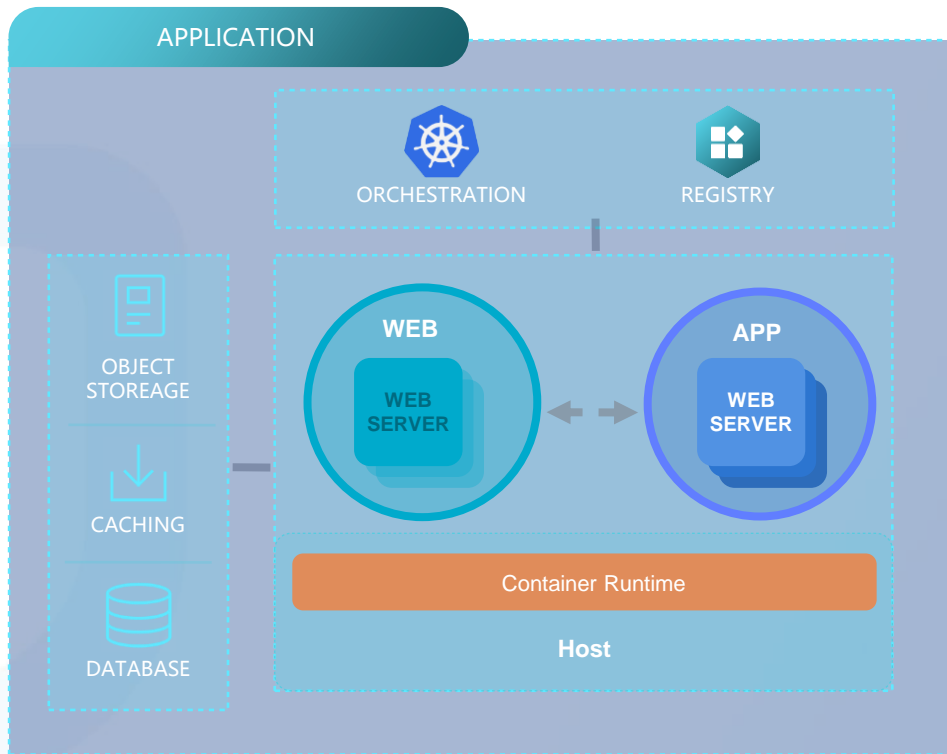 APPLICATION
ORCHESTRATION
REGISTRY
OBJECT
STOREAGE
CACHING
DATABASE
WEB
WEB
SERVER
APP
WEB
SERVER
Container Runtime
Host